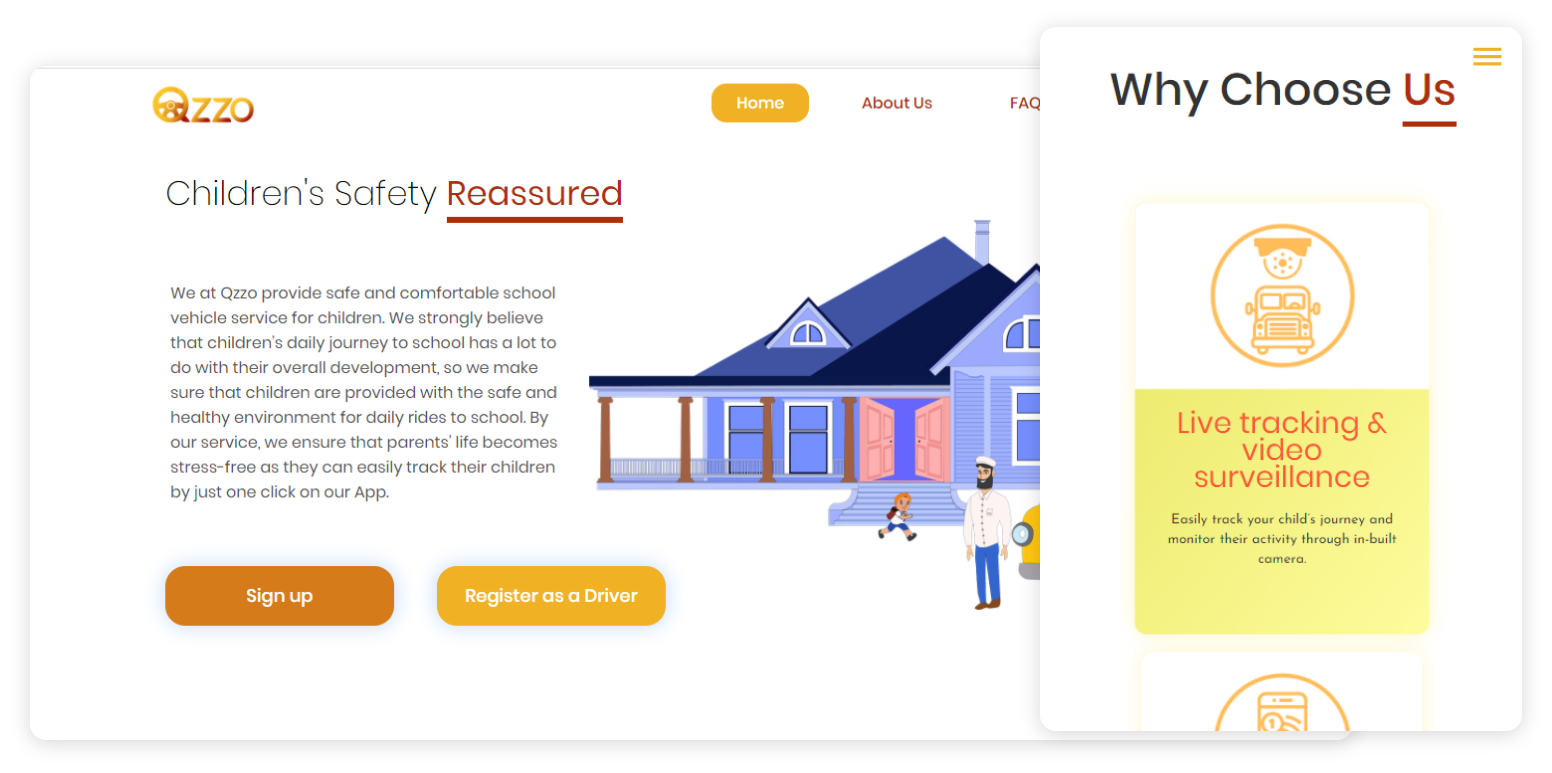 QZZO
Home
About Us
FAQ
Children's Safety Reassured
We at Qzzo provide safe and comfortable school
vehicle service for children. We strongly believe
that children's daily journey to school has a lot to
do with their overall development, so we make
sure that children are provided with the safe and
healthy environment for daily rides to school. By
our service, we ensure that parents' life becomes
stress-free as they can easily track their children
by just one click on our App.
Sign up
Register as a Driver
Why Choose Us
Live tracking &
video
surveillance
Easily track your child's journey and
monitor their activity through in-built
camera.
1